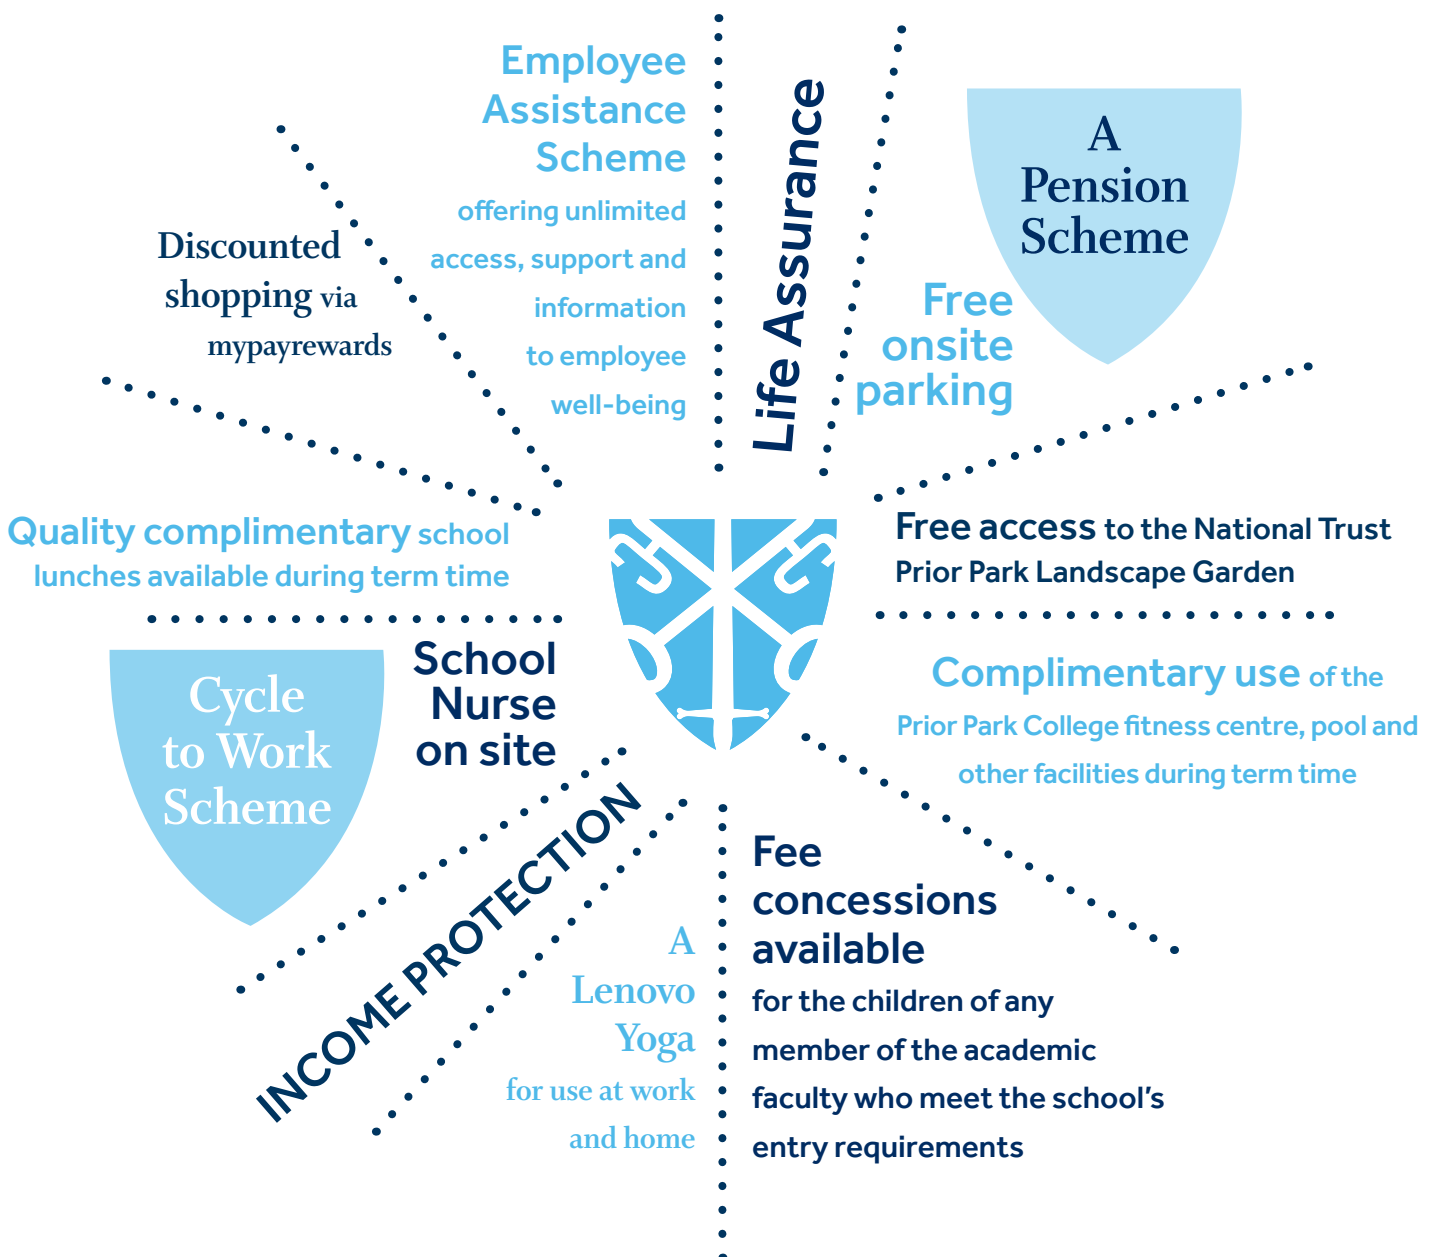 Employee
Assistance
Scheme
offering unlimited
access, support and
information
to employee
well-being
Life Assurance
A
Pension
Scheme
Free
onsite
parking
Discounted
shopping via
mypayrewards
Quality complimentary school
lunches available during term time
Free access to the National Trust
Prior Park Landscape Garden
Cycle
to Work
Scheme
School
Nurse
on site
Complimentary use of the
Prior Park College fitness centre, pool and
other facilities during term time
INCOME PROTECTION
A
Lenovo
Yoga
for use at work
and home
Fee
concessions
available
for the children of any
member of the academic
faculty who meet the school's
entry requirements